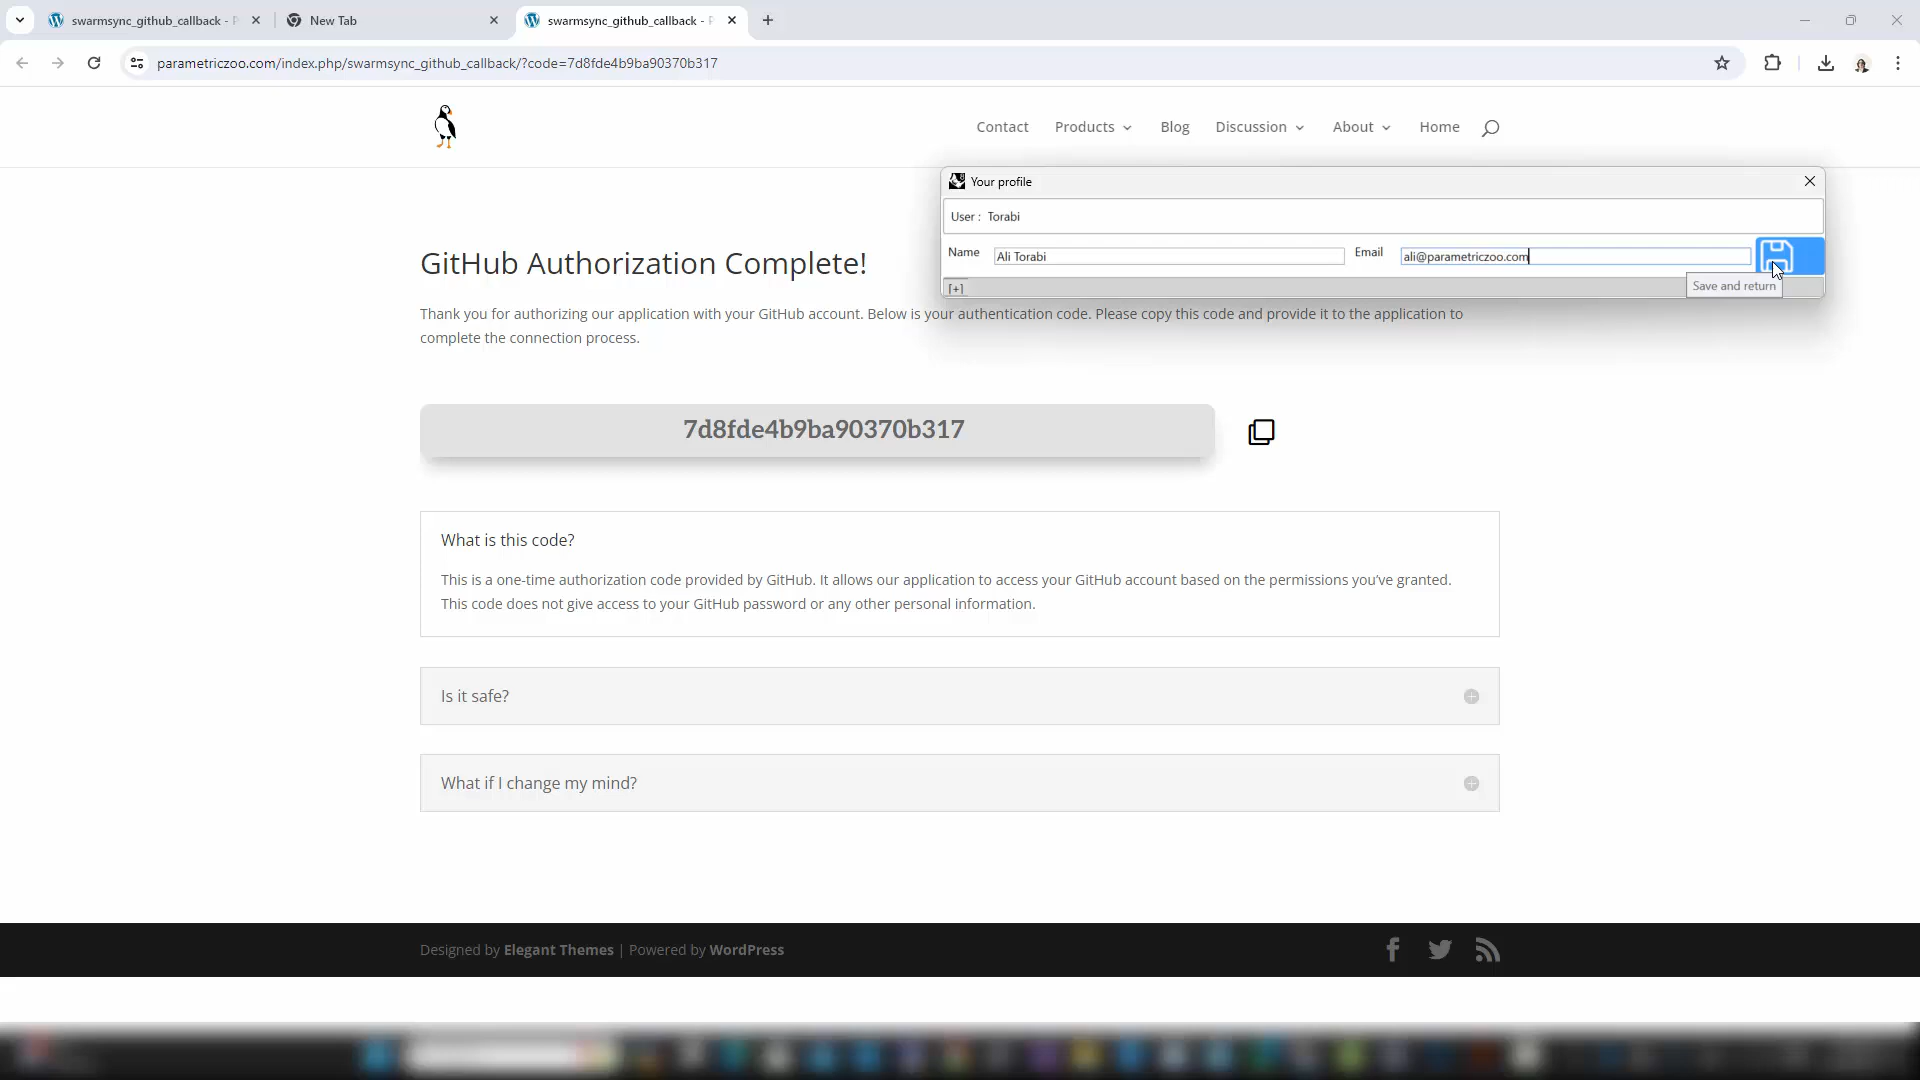 swarmsync_github_callback - P
New Tab
swarmsync_github_callback - P
parametriczoo.com/index.php/swarmsync_github_callback/?code=7d8fde4b9ba90370b317
Contact
Products
Blog
Discussion
About
Home
Your profile
User : Torabi
Name
Ali Torabi
Email
ali@parametriczoo.com
[+]
Save and return
GitHub Authorization Complete!
Thank you for authorizing our application with your GitHub account. Below is your authentication code. Please copy this code and provide it to the application to
complete the connection process.
7d8fde4b9ba90370b317
What is this code?
This is a one-time authorization code provided by GitHub. It allows our application to access your GitHub account based on the permissions you've granted.
This code does not give access to your GitHub password or any other personal information.
Is it safe?
What if I change my mind?
Designed by Elegant Themes | Powered by WordPress